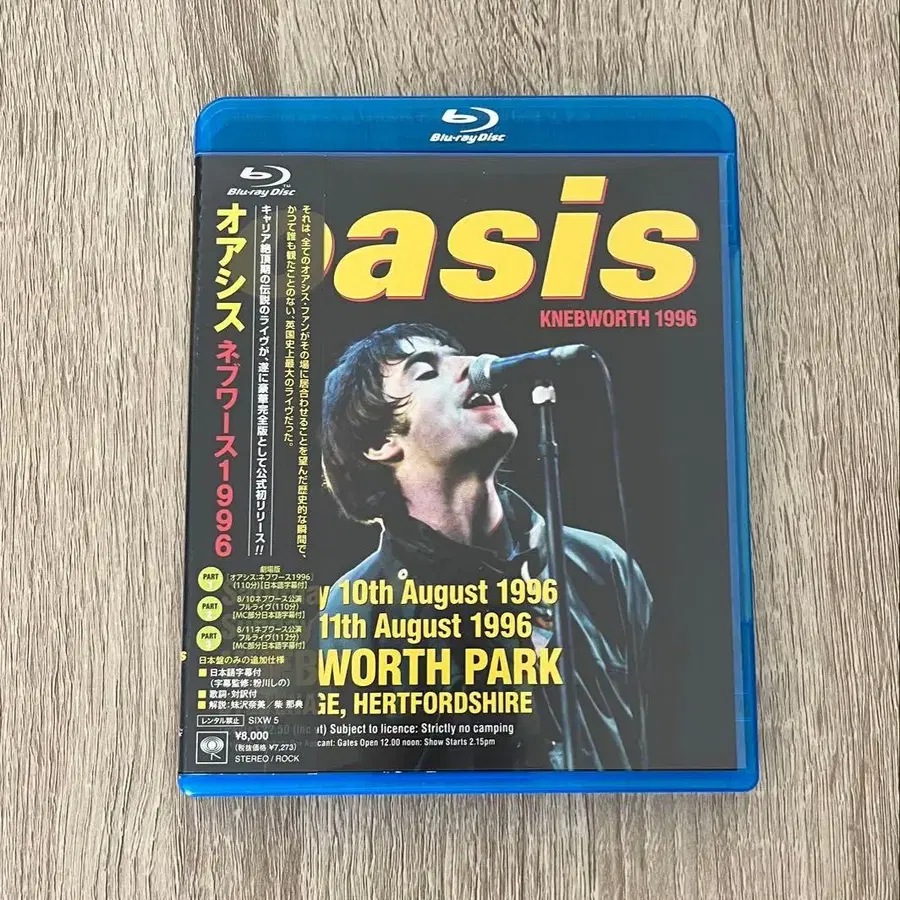 Blu-ray Disc
Blu-ray Disc
oasis
KNEBWORTH 1996
それは、全てのオアシス・ファンがその場に居合わせることを望んだ歴史的な瞬間で、
かつて誰も観たことのない、英国史上最大のライヴだった。
キャリア絶頂期の伝説のライヴが、遂に豪華完全版として公式初リリース!!
オアシス ネブワース1996
PART
劇場版
「オアシス:ネブワース1996」
(110分)【日本語字幕付】
PART
8/10ネブワース公演
フルライヴ(110分)
【MC部分日本語字幕付】
PART
8/11ネブワース公演
フルライヴ(112分)
【MC部分日本語字幕付】
日本盤のみの追加仕様
■ 日本語字幕付
(字幕監修:粉川しの)
■ 歌詞・対訳付
■ 解説:妹沢奈美/柴 那典
レンタル禁止 SIXW 5
¥8,000
(税抜価格 ¥7,273)
STEREO / ROCK
y 10th August 1996
11th August 1996
WORTH PARK
GE, HERTFORDSHIRE
Subject to licence: Strictly no camping
Gates Open 12.00 noon: Show Starts 2.15pm